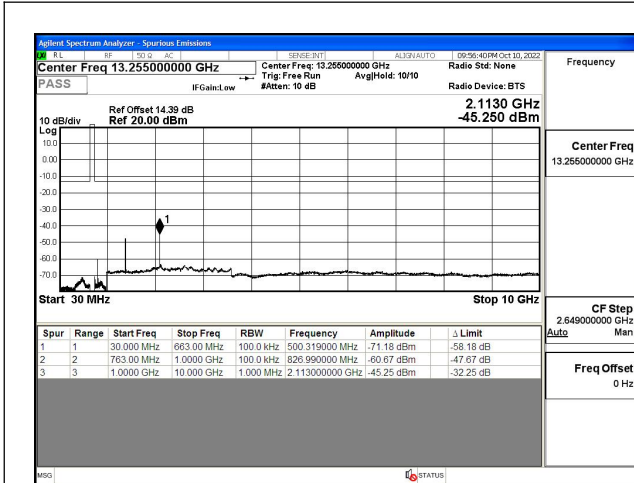 Agilent Spectrum Analyzer - Spurious Emissions
RL RF 50 Ω AC SENSE:INT ALIGN AUTO 09:56:40 PM Oct 10, 2022
Center Freq 13.255000000 GHz
Center Freq: 13.255000000 GHz
Radio Std: None
Trig: Free Run Avg|Hold: 10/10
PASS
IFGain:Low
#Atten: 10 dB
Radio Device: BTS
Ref Offset 14.39 dB
2.1130 GHz
10 dB/div
Ref 20.00 dBm
-45.250 dBm
Log
10.0
0.00
-10.0
-20.0
-30.0
1
-40.0
-50.0
-60.0
-70.0
Start 30 MHz
Stop 10 GHz
Spur Range Start Freq Stop Freq RBW Frequency Amplitude Δ Limit
1 1 30.000 MHz 663.00 MHz 100.0 kHz 500.319000 MHz -71.18 dBm -58.18 dB
2 2 763.00 MHz 1.0000 GHz 100.0 kHz 826.990000 MHz -60.67 dBm -47.67 dB
3 3 1.0000 GHz 10.000 GHz 1.000 MHz 2.113000000 GHz -45.25 dBm -32.25 dB
MSG
STATUS
Frequency
Center Freq
13.255000000 GHz
CF Step
2.649000000 GHz
Auto Man
Freq Offset
0 Hz